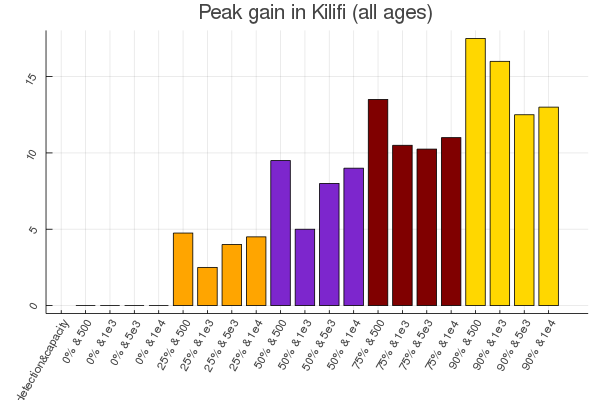 Peak gain in Kilifi (all ages)
15
10
5
0
detection&capacity
0% & 500
0% & 1e3
0% & 5e3
0% & 1e4
25% & 500
25% & 1e3
25% & 5e3
25% & 1e4
50% & 500
50% & 1e3
50% & 5e3
50% & 1e4
75% & 500
75% & 1e3
75% & 5e3
75% & 1e4
90% & 500
90% & 1e3
90% & 5e3
90% & 1e4